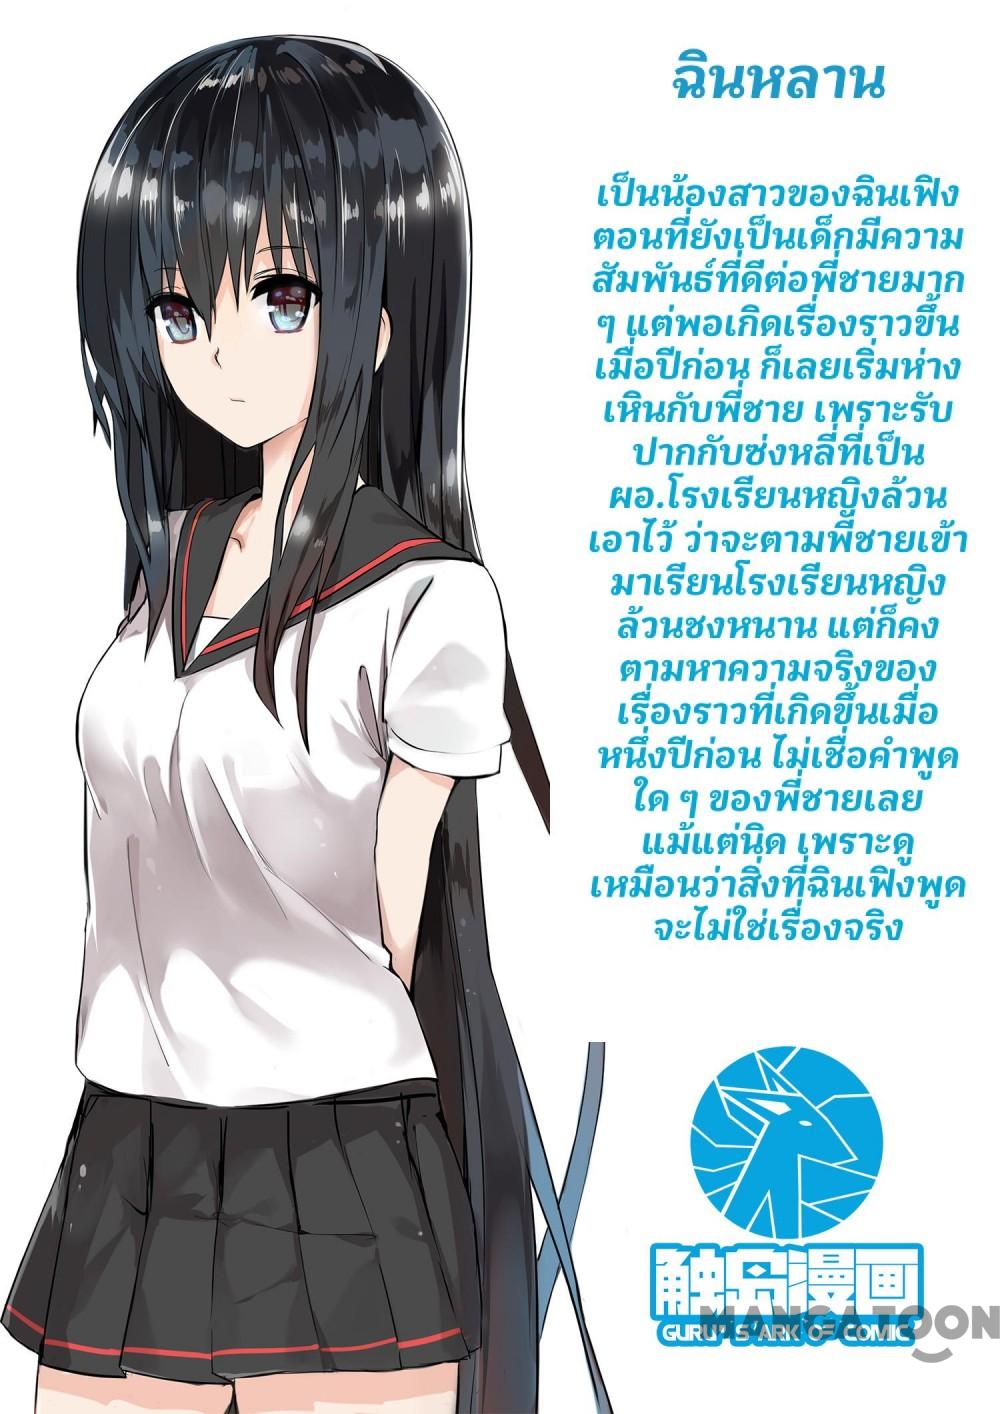 ฉินหลาน
เป็นน้องสาวของฉินเฟิง
ตอนที่ยังเป็นเด็กมีความ
สัมพันธ์ที่ดีต่อพี่ชายมาก
ๆ แต่พอเกิดเรื่องราวขึ้น
เมื่อปีก่อน ก็เลยเริ่มห่าง
เหินกับพี่ชาย เพราะรับ
ปากกับซ่งหลี่ที่เป็น
ผอ.โรงเรียนหญิงล้วน
เอาไว้ ว่าจะตามพี่ชายเข้า
มาเรียนโรงเรียนหญิง
ล้วนชงหนาน แต่ก็คง
ตามหาความจริงของ
เรื่องราวที่เกิดขึ้นเมื่อ
หนึ่งปีก่อน ไม่เชื่อคำพูด
ใด ๆ ของพี่ชายเลย
แม้แต่นิด เพราะดู
เหมือนว่าสิ่งที่ฉินเฟิงพูด
จะไม่ใช่เรื่องจริง
触岛漫画
MANGATOON
GURU'S ARK OF COMIC